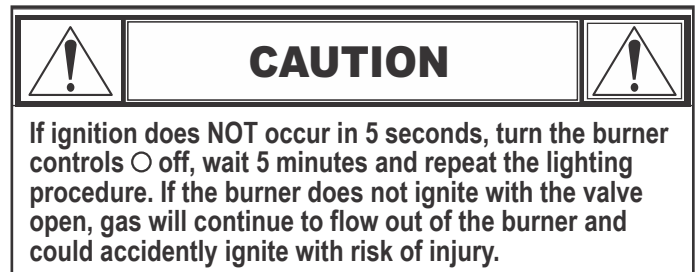 CAUTION
If ignition does NOT occur in 5 seconds, turn the burner
controls ○ off, wait 5 minutes and repeat the lighting
procedure. If the burner does not ignite with the valve
open, gas will continue to flow out of the burner and
could accidently ignite with risk of injury.